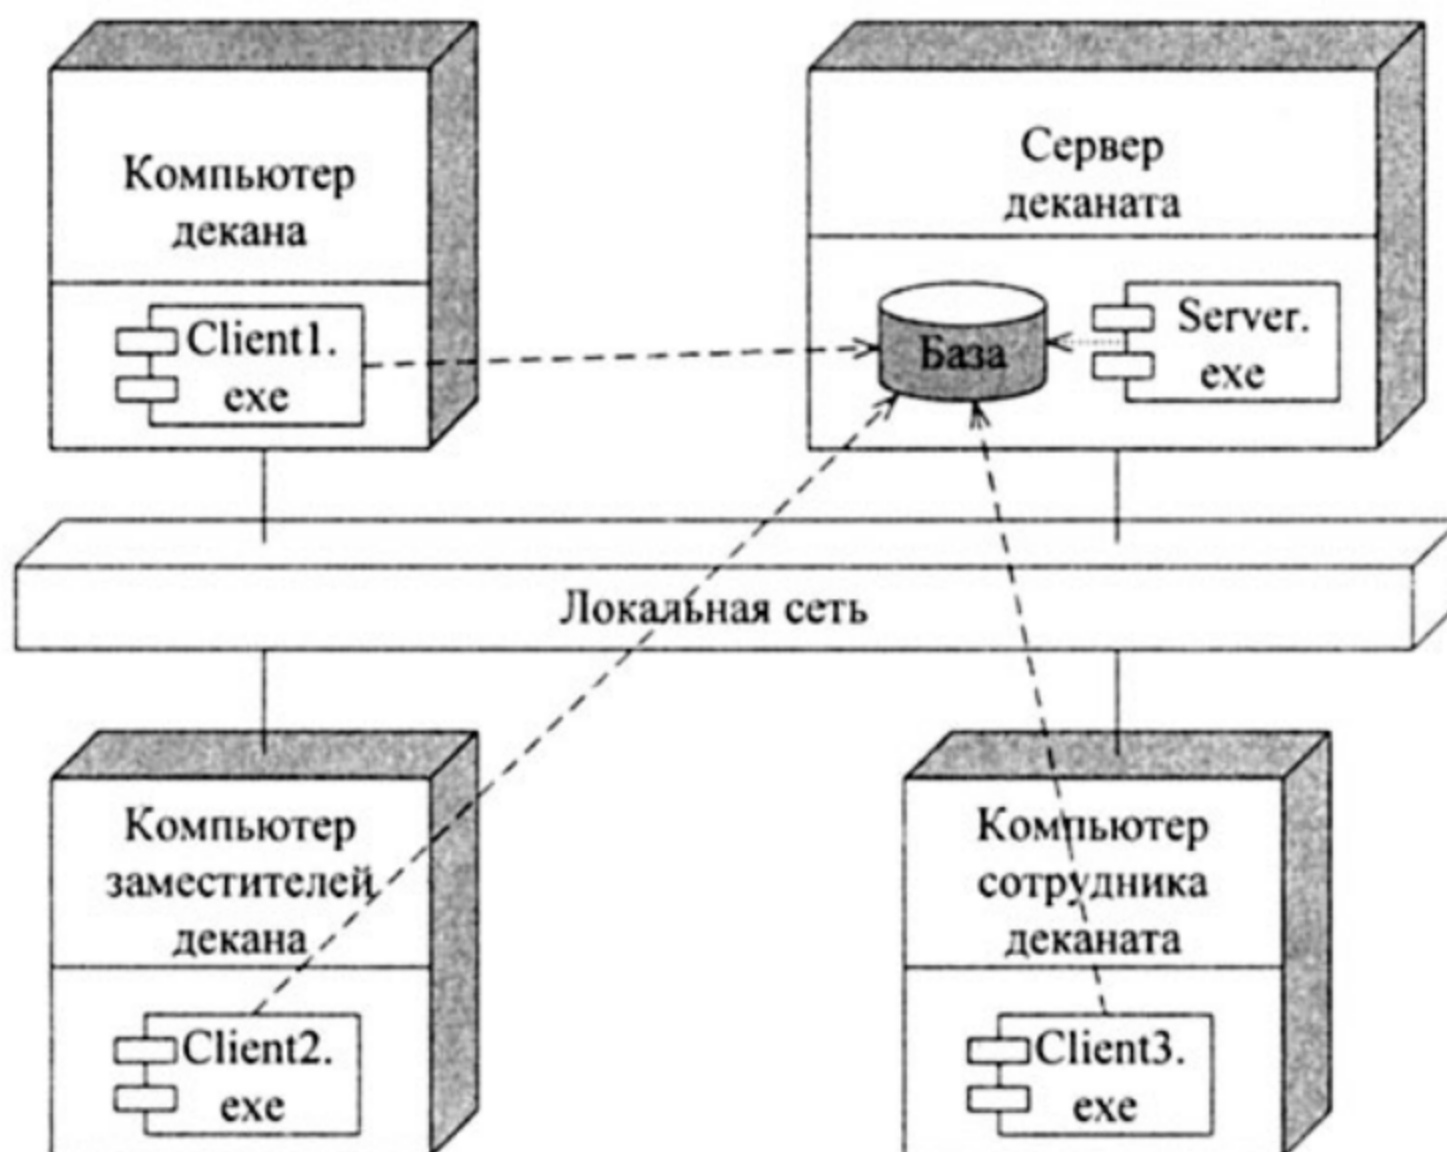 Компьютер
декана
Client1.
exe
Сервер
деканата
База
Server.
exe
Локальная сеть
Компьютер
заместителей
декана
Client2.
exe
Компьютер
сотрудника
деканата
Client3.
exe